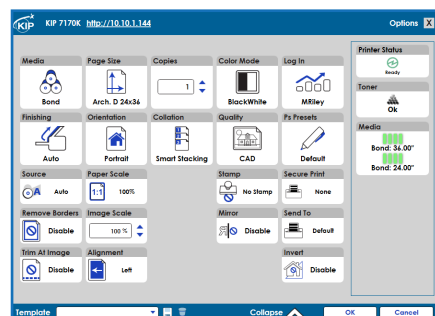 KIP KIP 7170K http://10.10.1.144 Options X
Media Page Size Copies Color Mode Log In Printer Status
Ready
1
Bond Arch. D 24x36 BlackWhite MRiley
Toner
Ok
Finishing Orientation Collation Quality Ps Presets
Media
Bond: 36.00"
Bond: 24.00"
Auto Portrait Smart Stacking CAD Default
Source Paper Scale Stamp Secure Print
A Auto 1:1 100% No Stamp None
Remove Borders Image Scale Mirror Send To
Disable 100 % Disable Default
Trim At Image Alignment Invert
Disable Left Disable
Template Collapse OK Cancel